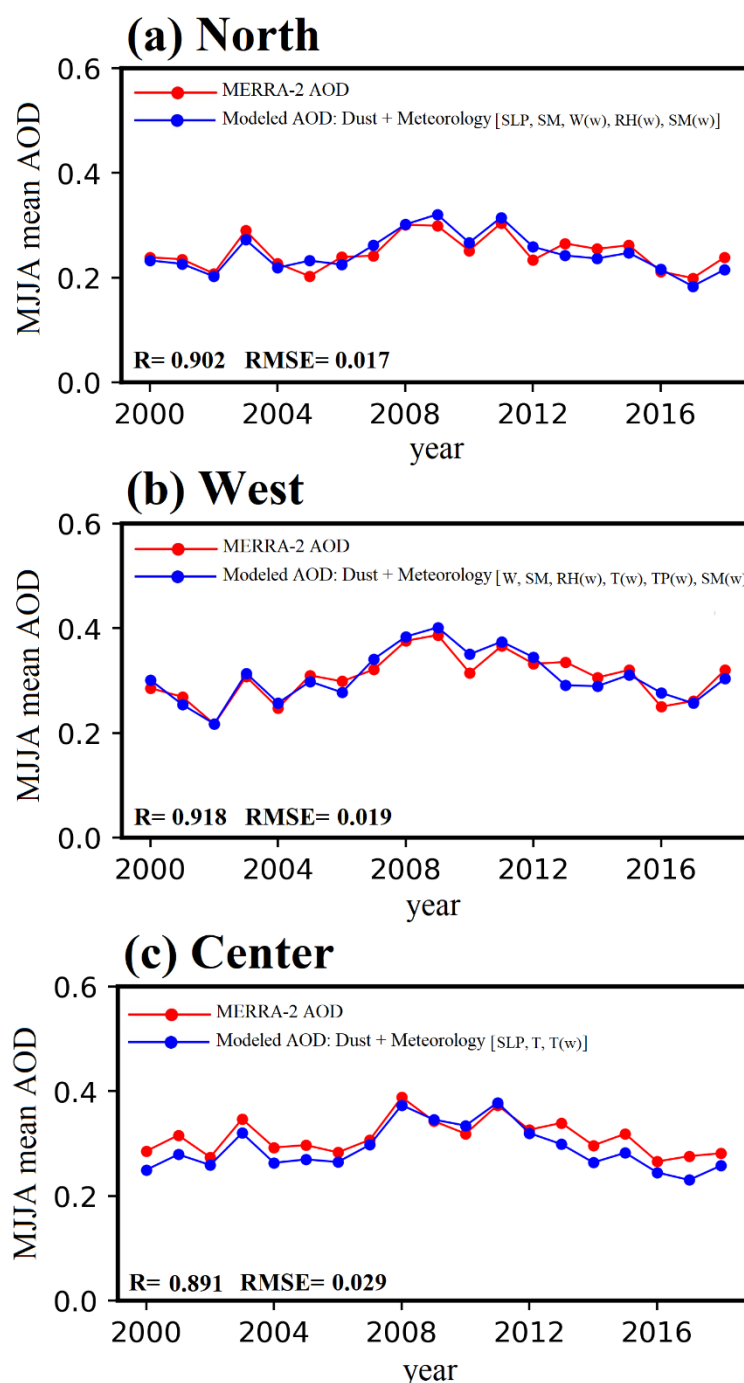 (a) North
0.6
MERRA-2 AOD
Modeled AOD: Dust + Meteorology [SLP, SM, W(w), RH(w), SM(w)]
0.4
MJJA mean AOD
0.2
R= 0.902 RMSE= 0.017
0.0
2000 2004 2008 2012 2016
year
(b) West
0.6
MERRA-2 AOD
Modeled AOD: Dust + Meteorology [W, SM, RH(w), T(w), TP(w), SM(w)
0.4
MJJA mean AOD
0.2
R= 0.918 RMSE= 0.019
0.0
2000 2004 2008 2012 2016
year
(c) Center
0.6
MERRA-2 AOD
Modeled AOD: Dust + Meteorology [SLP, T, T(w)]
0.4
MJJA mean AOD
0.2
R= 0.891 RMSE= 0.029
0.0
2000 2004 2008 2012 2016
year